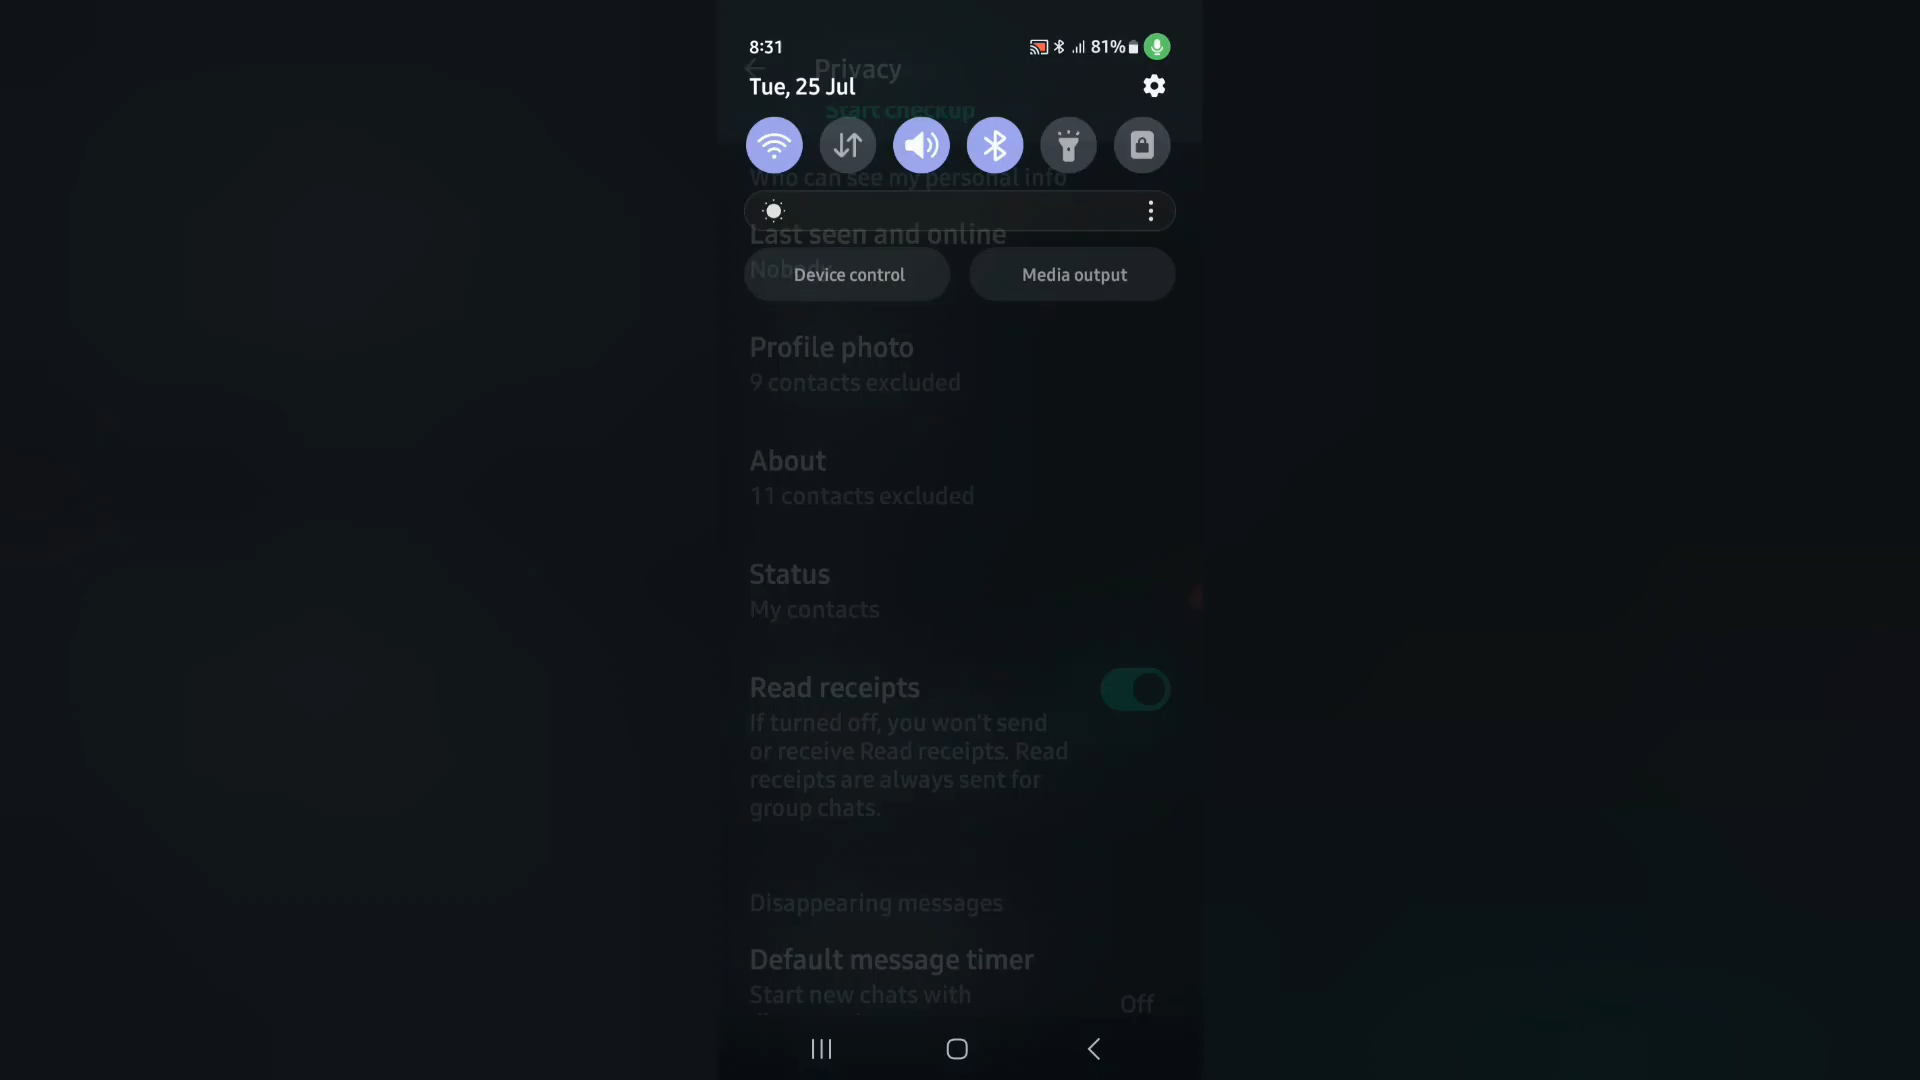 8:31
81%
Privacy
Tue, 25 Jul
Start checkup
Who can see my personal info
Last seen and online
Nobody
Device control
Media output
Profile photo
9 contacts excluded
About
11 contacts excluded
Status
My contacts
Read receipts
If turned off, you won't send
or receive Read receipts. Read
receipts are always sent for
group chats.
Disappearing messages
Default message timer
Start new chats with
Off